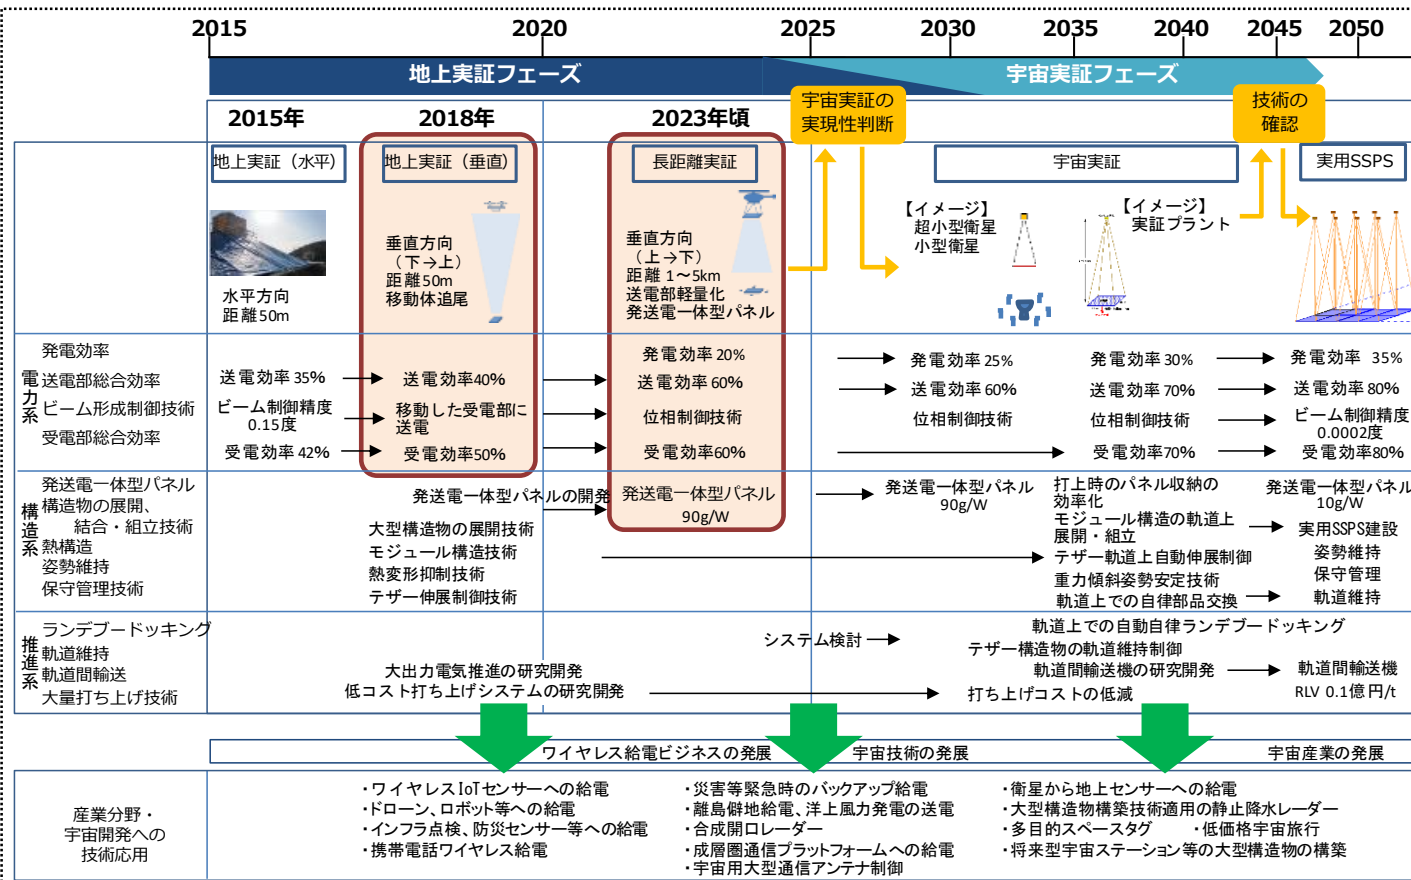 2015 2020 2025 2030 2035 2040 2045 2050
地上実証フェーズ
宇宙実証フェーズ
2015年
2018年
2023年頃
宇宙実証の
実現性判断
技術の
確認
地上実証（水平）
地上実証（垂直）
長距離実証
宇宙実証
実用SSPS
水平方向
距離50m
垂直方向
（下→上）
距離50m
移動体追尾
垂直方向
（上→下）
距離 1～5km
送電部軽量化
発送電一体型パネル
【イメージ】
超小型衛星
小型衛星
【イメージ】
実証プラント
電力系
発電効率
送電部総合効率
ビーム形成制御技術
受電部総合効率
発電効率 20%
発電効率 25%
発電効率 30%
発電効率 35%
送電効率 35%
送電効率40%
送電効率 60%
送電効率 60%
送電効率 70%
送電効率 80%
ビーム制御精度
0.15度
移動した受電部に
送電
位相制御技術
位相制御技術
位相制御技術
ビーム制御精度
0.0002度
受電効率 42%
受電効率50%
受電効率60%
受電効率70%
受電効率80%
構造系
発送電一体型パネル
構造物の展開、
結合・組立技術
熱構造
姿勢維持
保守管理技術
発送電一体型パネルの開発
大型構造物の展開技術
モジュール構造技術
熱変形抑制技術
テザー伸展制御技術
発送電一体型パネル
90g/W
発送電一体型パネル
90g/W
打上時のパネル収納の
効率化
モジュール構造の軌道上
展開・組立
テザー軌道上自動伸展制御
重力傾斜姿勢安定技術
軌道上での自律部品交換
発送電一体型パネル
10g/W
実用SSPS建設
姿勢維持
保守管理
軌道維持
推進系
ランデブードッキング
軌道維持
軌道間輸送
大量打ち上げ技術
大出力電気推進の研究開発
低コスト打ち上げシステムの研究開発
システム検討
軌道上での自動自律ランデブードッキング
テザー構造物の軌道維持制御
軌道間輸送機の研究開発
打ち上げコストの低減
軌道間輸送機
RLV 0.1億円/t
ワイヤレス給電ビジネスの発展
宇宙技術の発展
宇宙産業の発展
産業分野・
宇宙開発への
技術応用
・ワイヤレスIoTセンサーへの給電
・ドローン、ロボット等への給電
・インフラ点検、防災センサー等への給電
・携帯電話ワイヤレス給電
・災害等緊急時のバックアップ給電
・離島僻地給電、洋上風力発電の送電
・合成開口レーダー
・成層圏通信プラットフォームへの給電
・宇宙用大型通信アンテナ制御
・衛星から地上センサーへの給電
・大型構造物構築技術適用の静止降水レーダー
・多目的スペースタグ ・低価格宇宙旅行
・将来型宇宙ステーション等の大型構造物の構築